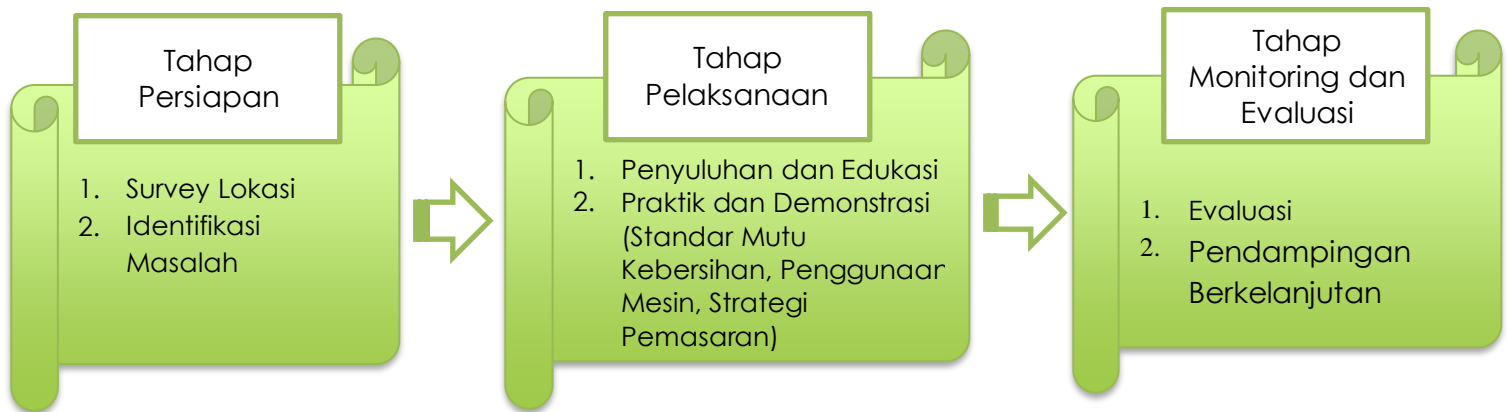 Tahap
Persiapan
1. Survey Lokasi
2. Identifikasi
Masalah
Tahap
Pelaksanaan
1. Penyuluhan dan Edukasi
2. Praktik dan Demonstrasi
(Standar Mutu
Kebersihan, Penggunaan
Mesin, Strategi
Pemasaran)
Tahap
Monitoring dan
Evaluasi
1. Evaluasi
2. Pendampingan
Berkelanjutan